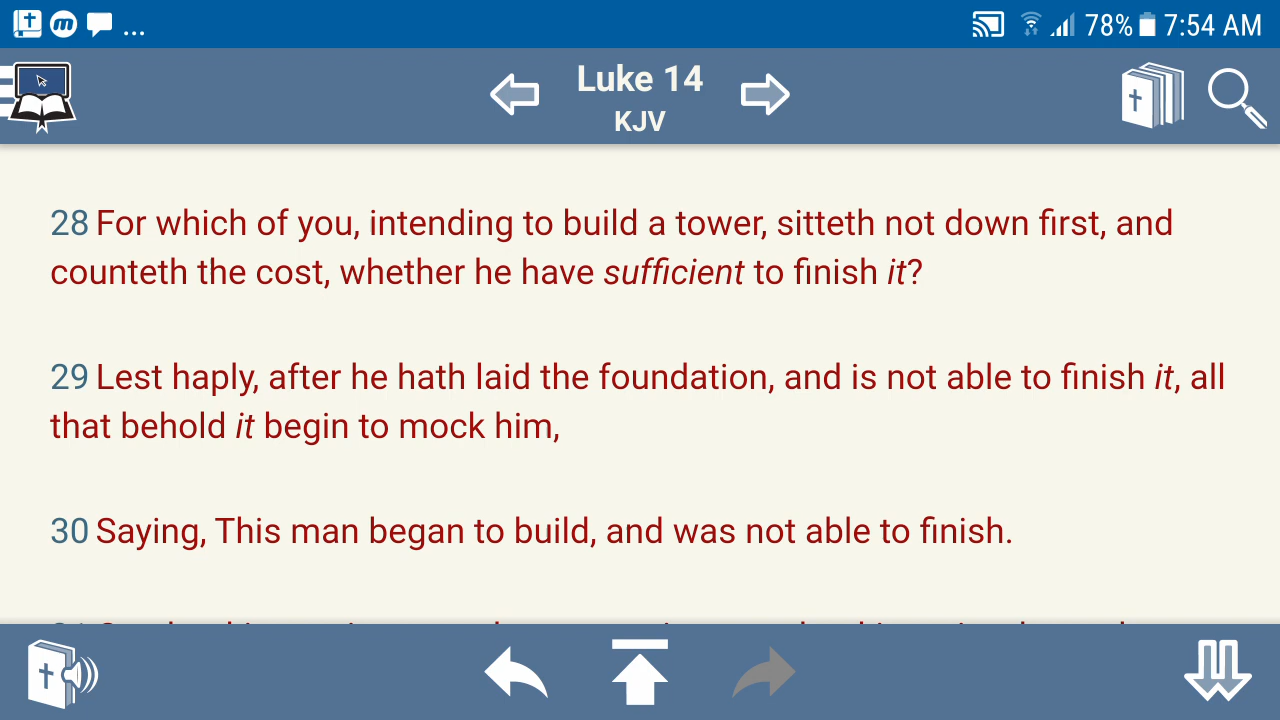 ... 78% 7:54 AM
Luke 14
KJV
28 For which of you, intending to build a tower, sitteth not down first, and
counteth the cost, whether he have sufficient to finish it?
29 Lest haply, after he hath laid the foundation, and is not able to finish it, all
that behold it begin to mock him,
30 Saying, This man began to build, and was not able to finish.